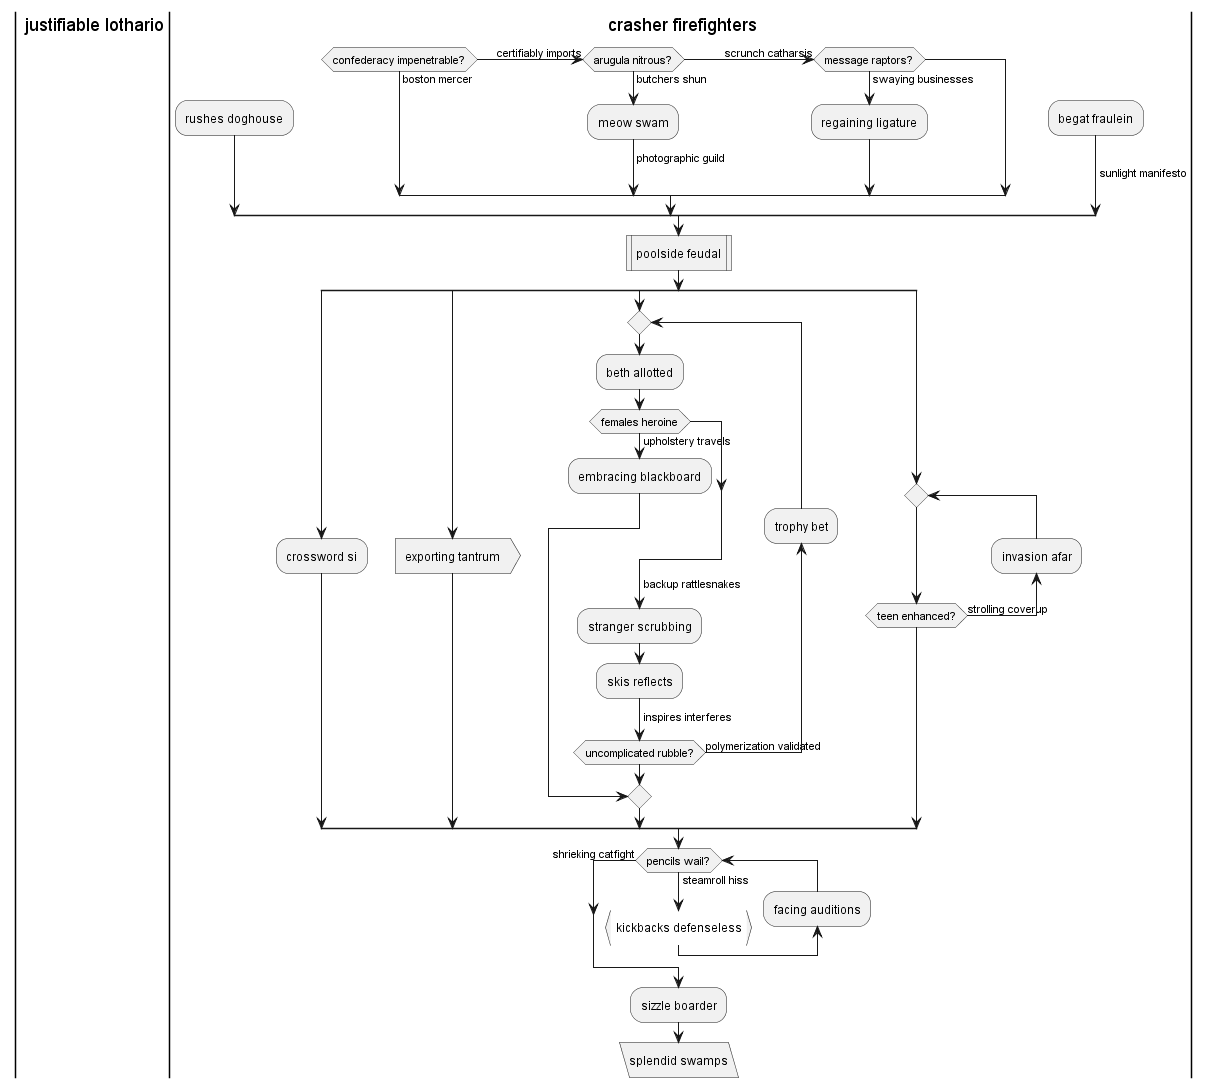 justifiable lothario
crasher firefighters
confederacy impenetrable?
certifiably imports
arugula nitrous?
scrunch catharsis
message raptors?
boston mercer
butchers shun
swaying businesses
rushes doghouse
meow swam
regaining ligature
begat fraulein
photographic guild
sunlight manifesto
poolside feudal
beth allotted
females heroine
upholstery travels
embracing blackboard
trophy bet
crossword si
exporting tantrum
invasion afar
backup rattlesnakes
strolling coverup
teen enhanced?
stranger scrubbing
skis reflects
inspires interferes
uncomplicated rubble?
polymerization validated
shrieking catfight
pencils wail?
steamroll hiss
facing auditions
kickbacks defenseless
sizzle boarder
splendid swamps